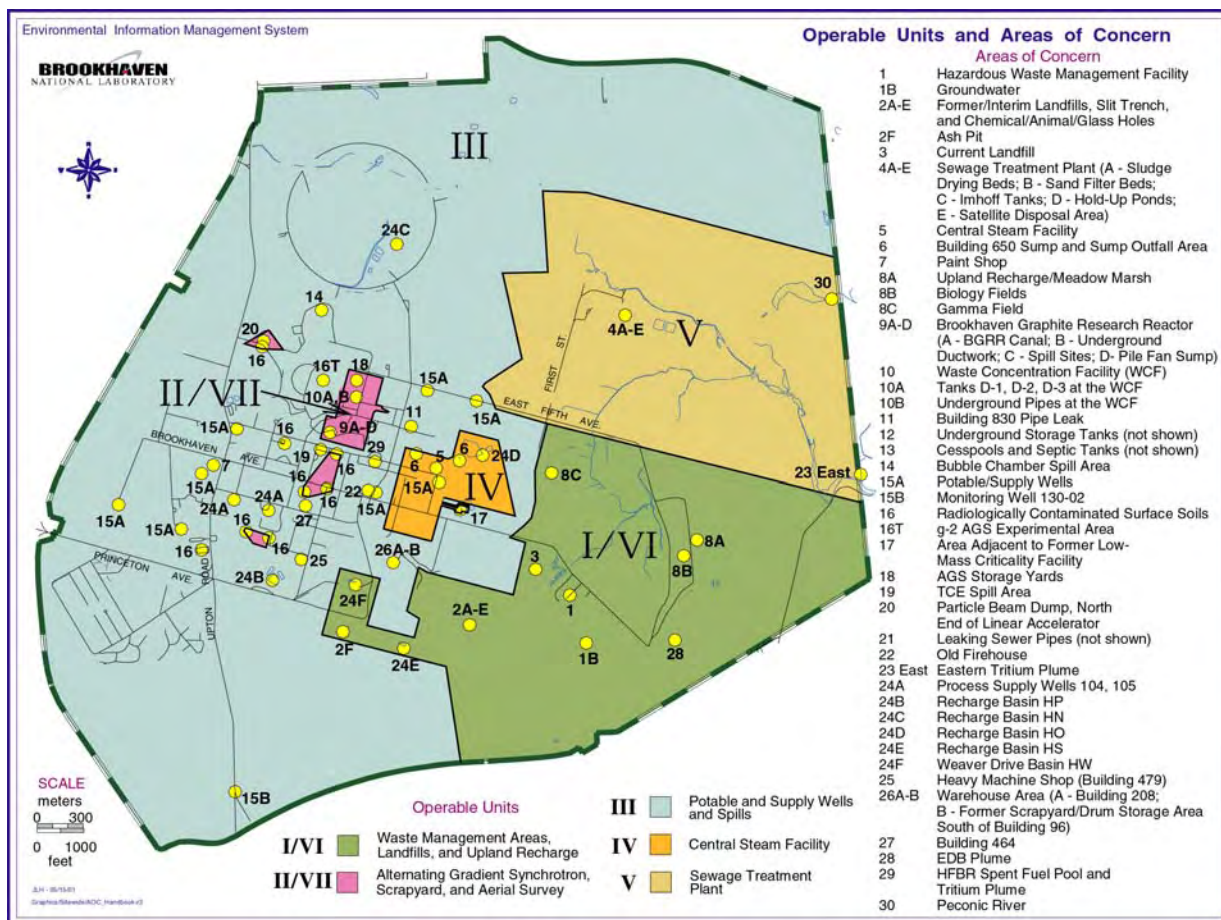 Environmental Information Management System
BROOKHAVEN
NATIONAL LABORATORY
Operable Units and Areas of Concern
Areas of Concern
1 Hazardous Waste Management Facility
1B Groundwater
2A-E Former/Interim Landfills, Slit Trench,
and Chemical/Animal/Glass Holes
2F Ash Pit
3 Current Landfill
4A-E Sewage Treatment Plant (A - Sludge
Drying Beds; B - Sand Filter Beds;
C - Imhoff Tanks; D - Hold-Up Ponds;
E - Satellite Disposal Area)
5 Central Steam Facility
6 Building 650 Sump and Sump Outfall Area
7 Paint Shop
8A Upland Recharge/Meadow Marsh
8B Biology Fields
8C Gamma Field
9A-D Brookhaven Graphite Research Reactor
(A - BGRR Canal; B - Underground
Ductwork; C - Spill Sites; D- Pile Fan Sump)
10 Waste Concentration Facility (WCF)
10A Tanks D-1, D-2, D-3 at the WCF
10B Underground Pipes at the WCF
11 Building 830 Pipe Leak
12 Underground Storage Tanks (not shown)
13 Cesspools and Septic Tanks (not shown)
14 Bubble Chamber Spill Area
15A Potable/Supply Wells
15B Monitoring Well 130-02
16 Radiologically Contaminated Surface Soils
16T g-2 AGS Experimental Area
17 Area Adjacent to Former Low-
Mass Criticality Facility
18 AGS Storage Yards
19 TCE Spill Area
20 Particle Beam Dump, North
End of Linear Accelerator
21 Leaking Sewer Pipes (not shown)
22 Old Firehouse
23 East Eastern Tritium Plume
24A Process Supply Wells 104, 105
24B Recharge Basin HP
24C Recharge Basin HN
24D Recharge Basin HO
24E Recharge Basin HS
24F Weaver Drive Basin HW
25 Heavy Machine Shop (Building 479)
26A-B Warehouse Area (A - Building 208;
B - Former Scrapyard/Drum Storage Area
South of Building 96)
27 Building 464
28 EDB Plume
29 HFBR Spent Fuel Pool and
Tritium Plume
30 Peconic River
III
24C
30
14
4A-E
V
20
16
FIRST ST.
16T
18
15A
II/VII
10A,B
15A
EAST FIFTH AVE.
11
15A
9A-D
16
BROOKHAVEN AVE.
19
29
6
24D
7
16
6
5
8C
23 East
15A
16
15A
IV
24A
24A
16
22
15A
15A
27
17
15A
16
I/VI
8A
16
16
25
26A-B
3
8B
PRINCETON AVE.
ROAD
24B
24F
1
UPTON
2A-E
2F
24E
1B
28
15B
SCALE
meters
0 300
0 1000
feet
Operable Units
I/VI Waste Management Areas,
Landfills, and Upland Recharge
II/VII Alternating Gradient Synchrotron,
Scrapyard, and Aerial Survey
III Potable and Supply Wells
and Spills
IV Central Steam Facility
V Sewage Treatment
Plant